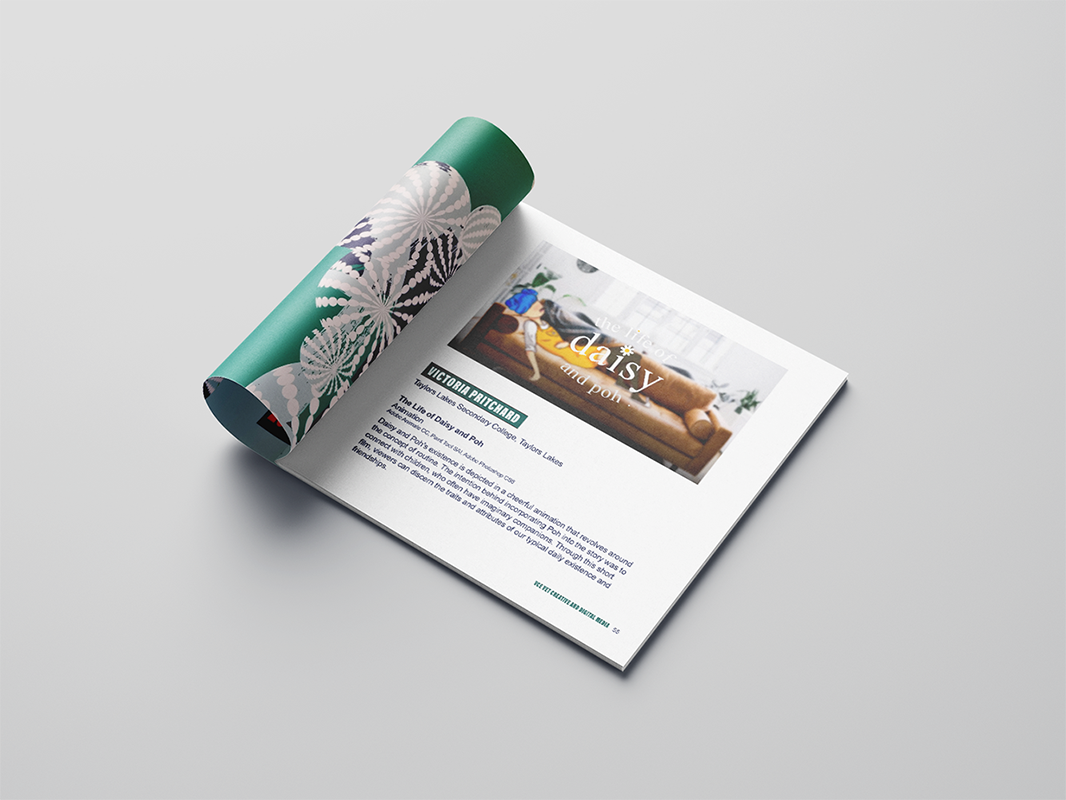 the life of
daisy
and poh
VICTORIA PRITCHARD
Taylors Lakes Secondary College, Taylors Lakes
The Life of Daisy and Poh
Animation
Adobe Animate CC, Paint Tool SAI, Adobe Photoshop CS6
Daisy and Poh's existence is depicted in a cheerful animation that revolves around
the concept of routine. The intention behind incorporating Poh into the story was to
connect with children, who often have imaginary companions. Through this short
film, viewers can discern the traits and attributes of our typical daily existence and
friendships.
VCE VET CREATIVE AND DIGITAL MEDIA